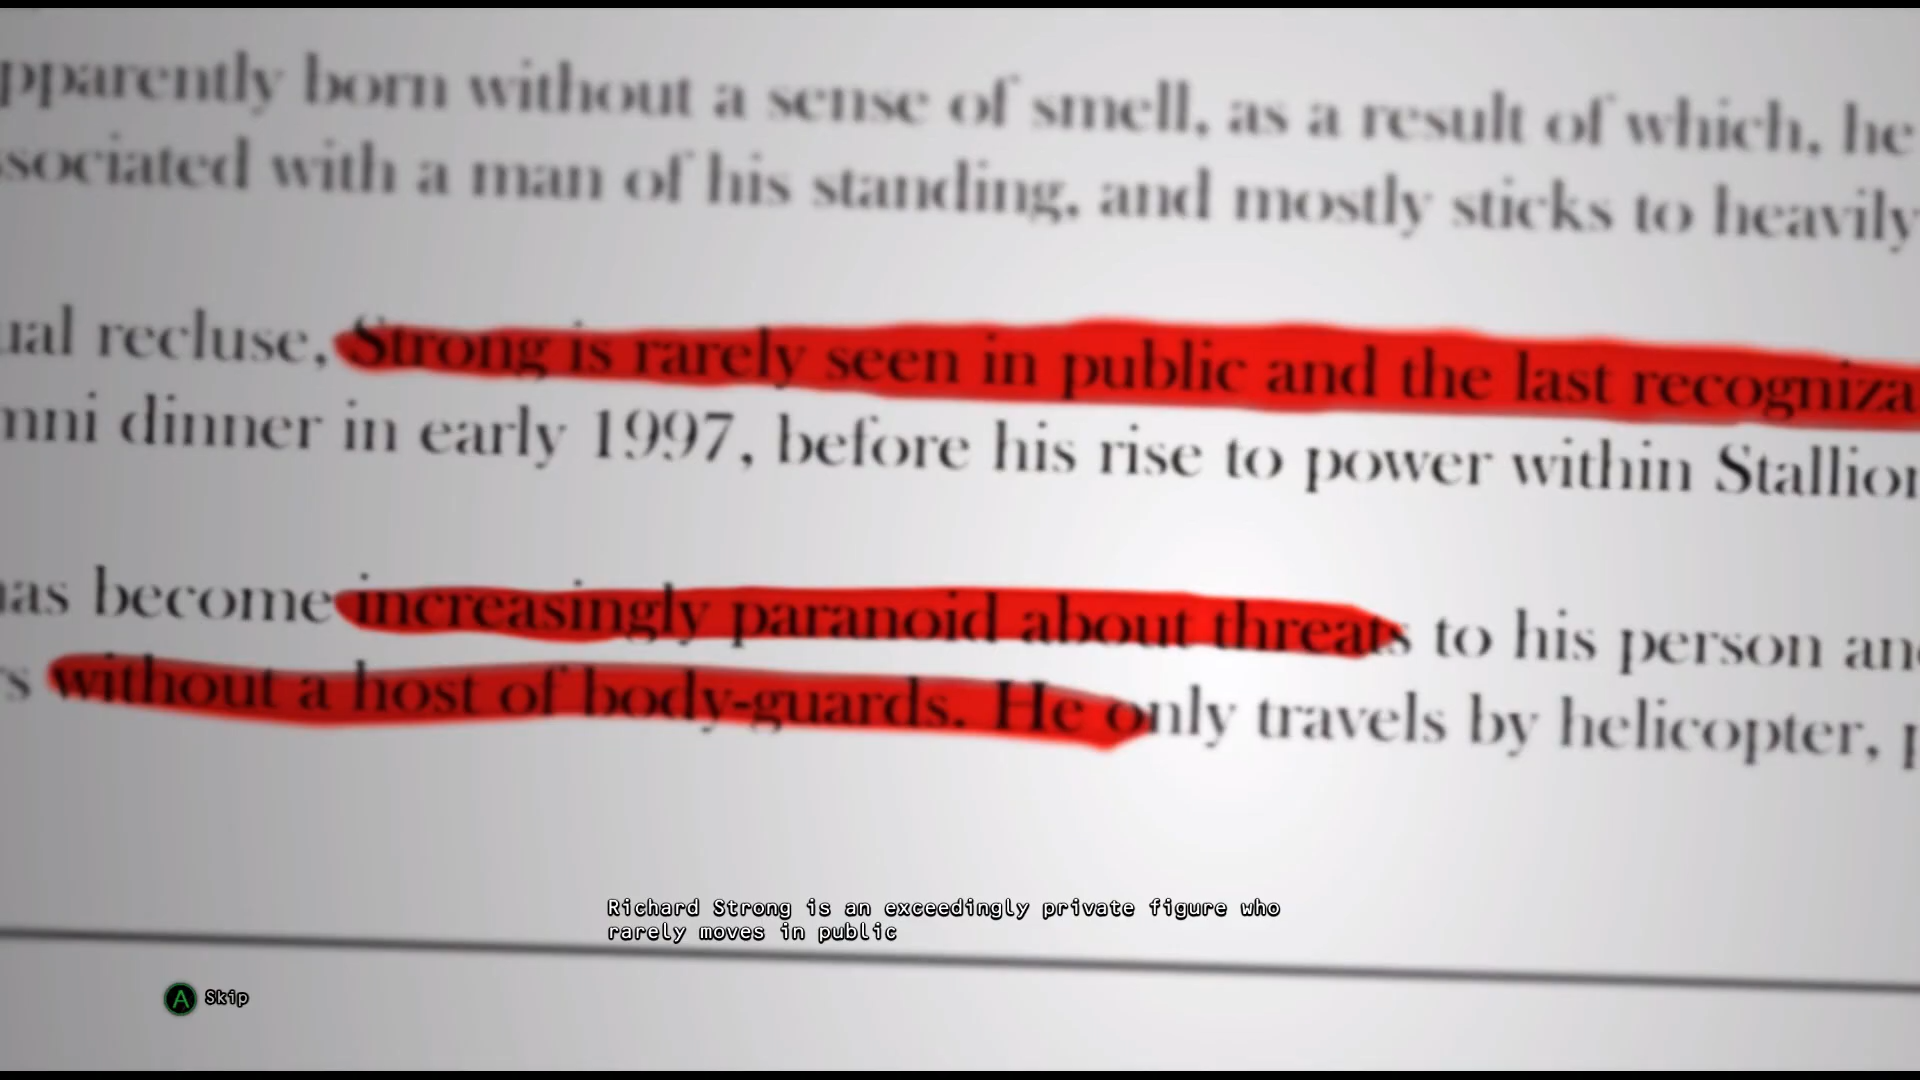 pparently born without a sense of smell, as a result of which, he
ssociated with a man of his standing, and mostly sticks to heavily
ual recluse, Strong is rarely seen in public and the last recogniza
mni dinner in early 1997, before his rise to power within Stallion
has become increasingly paranoid about threats to his person an
s without a host of body-guards. He only travels by helicopter, p
Richard Strong is an exceedingly private figure who
rarely moves in public
A Skip